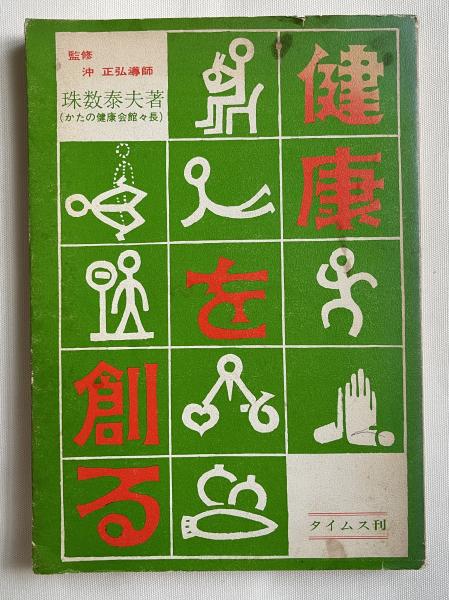 監修
沖 正弘導師
珠数泰夫著
(かたの健康会館々長)
健康を創る
タイムス刊